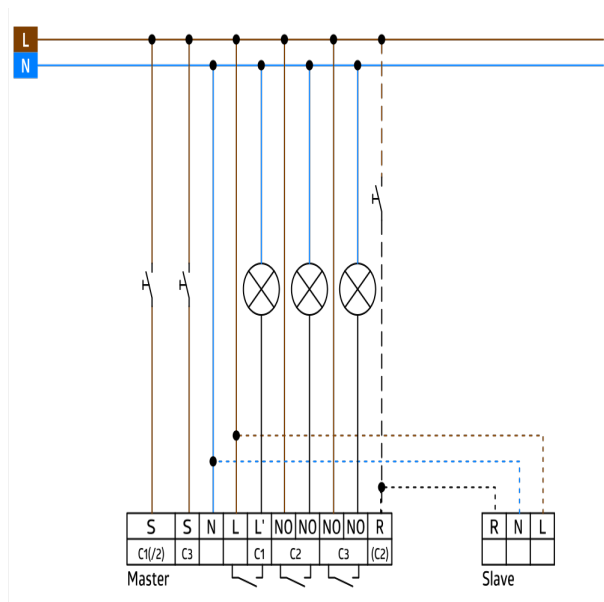 L
N
S S N L L' NO NO NO NO R
C1(/2) C3 C1 C2 C3 (C2)
Master
R N L
Slave